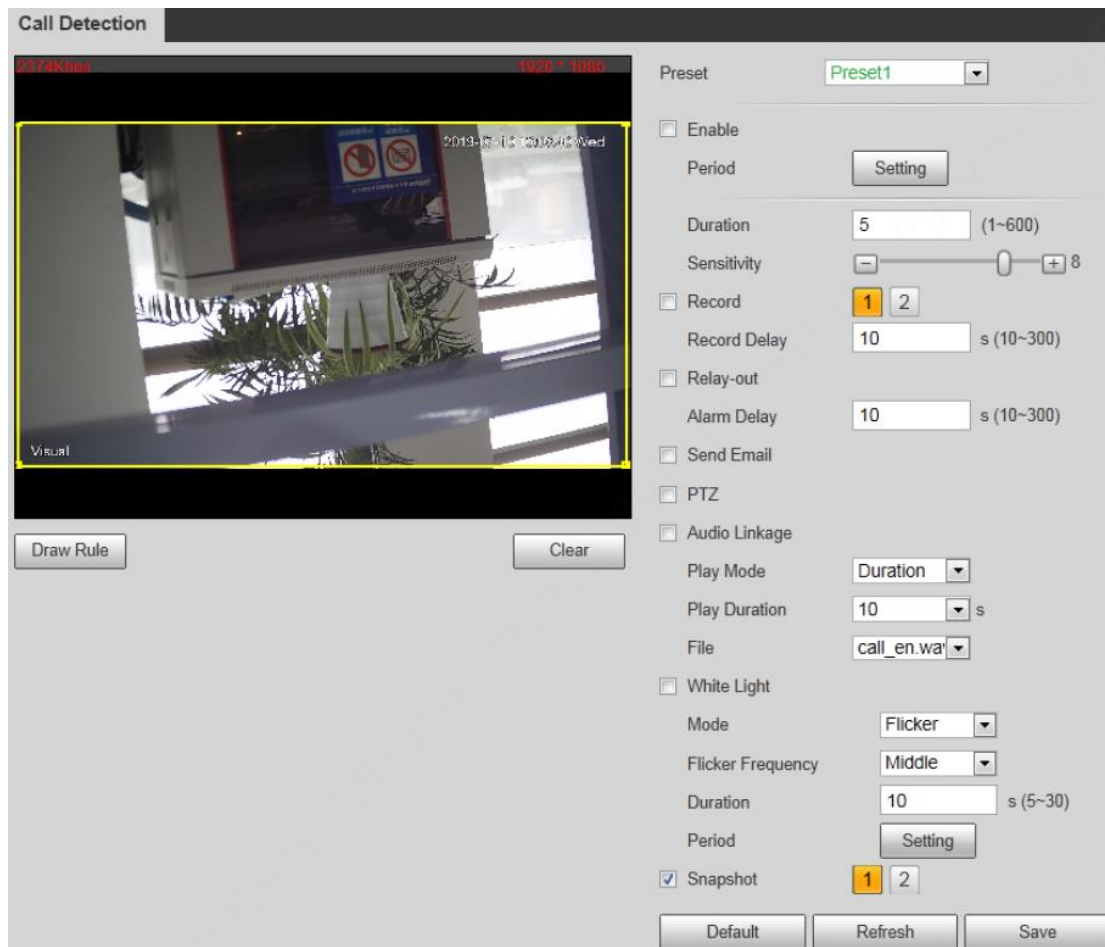 Call Detection
2374Kbps
1920 * 1080
Visual
Draw Rule
Clear
Preset Preset1
Enable
Period Setting
Duration 5 (1~600)
Sensitivity − + 8
Record 1 2
Record Delay 10 s (10~300)
Relay-out
Alarm Delay 10 s (10~300)
Send Email
PTZ
Audio Linkage
Play Mode Duration
Play Duration 10 s
File call_en.wav
White Light
Mode Flicker
Flicker Frequency Middle
Duration 10 s (5~30)
Period Setting
Snapshot 1 2
Default Refresh Save